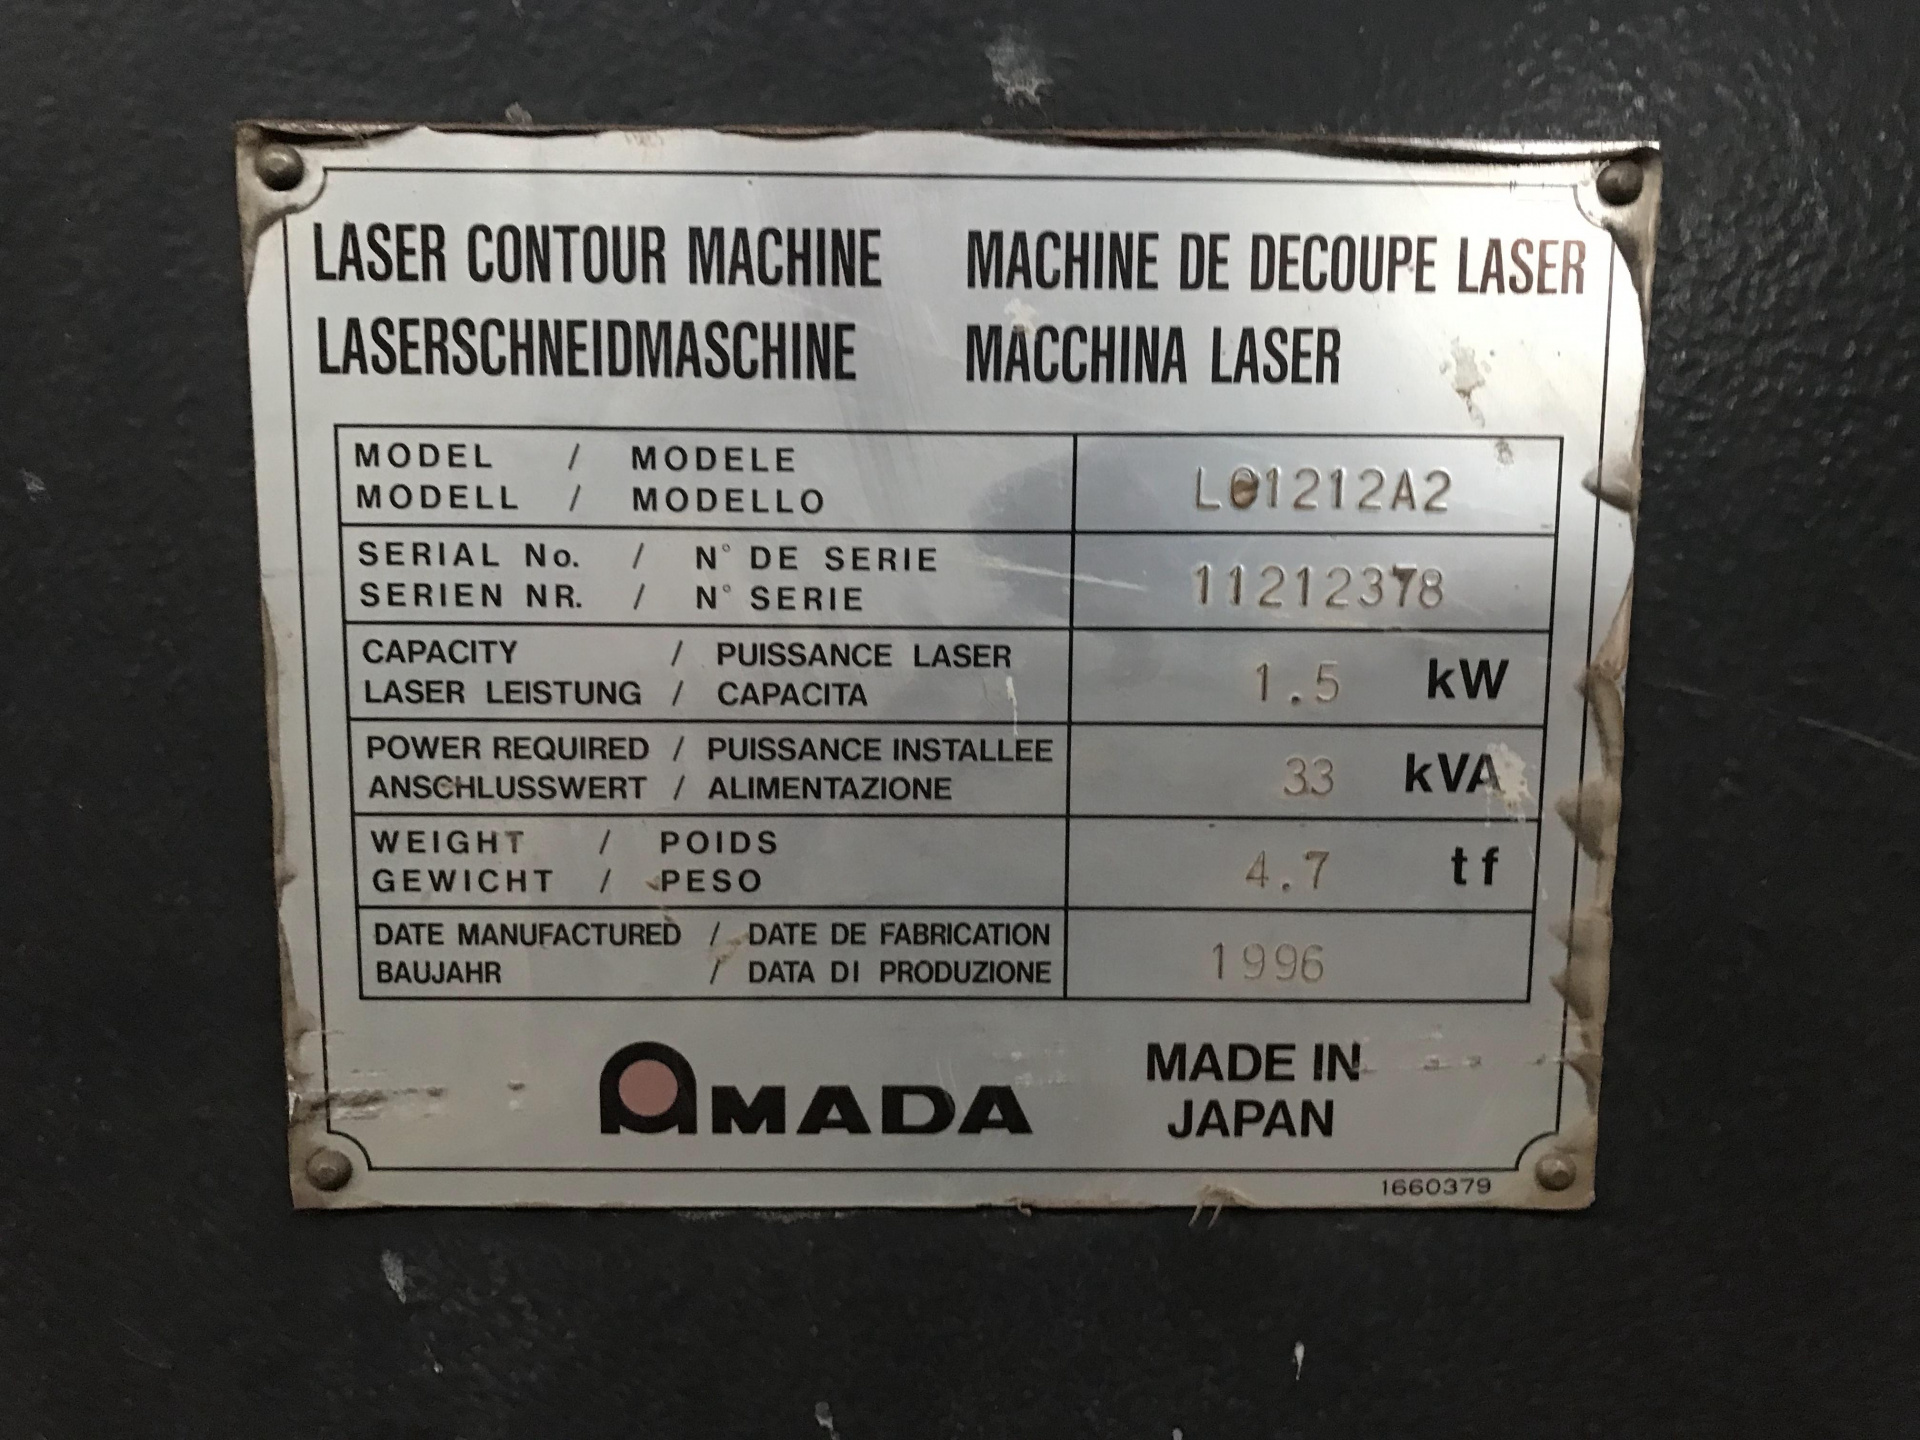 LASER CONTOUR MACHINE MACHINE DE DECOUPE LASER
LASERSCHNEIDMASCHINE MACCHINA LASER
MODEL / MODELE
MODELL / MODELLO
LC1212A2
SERIAL No. / N° DE SERIE
SERIEN NR. / N° SERIE
11212378
CAPACITY / PUISSANCE LASER
LASER LEISTUNG / CAPACITA
1.5 kW
POWER REQUIRED / PUISSANCE INSTALLEE
ANSCHLUSSWERT / ALIMENTAZIONE
33 kVA
WEIGHT / POIDS
GEWICHT / PESO
4.7 tf
DATE MANUFACTURED / DATE DE FABRICATION
BAUJAHR / DATA DI PRODUZIONE
1996
AMADA
MADE IN
JAPAN
1660379